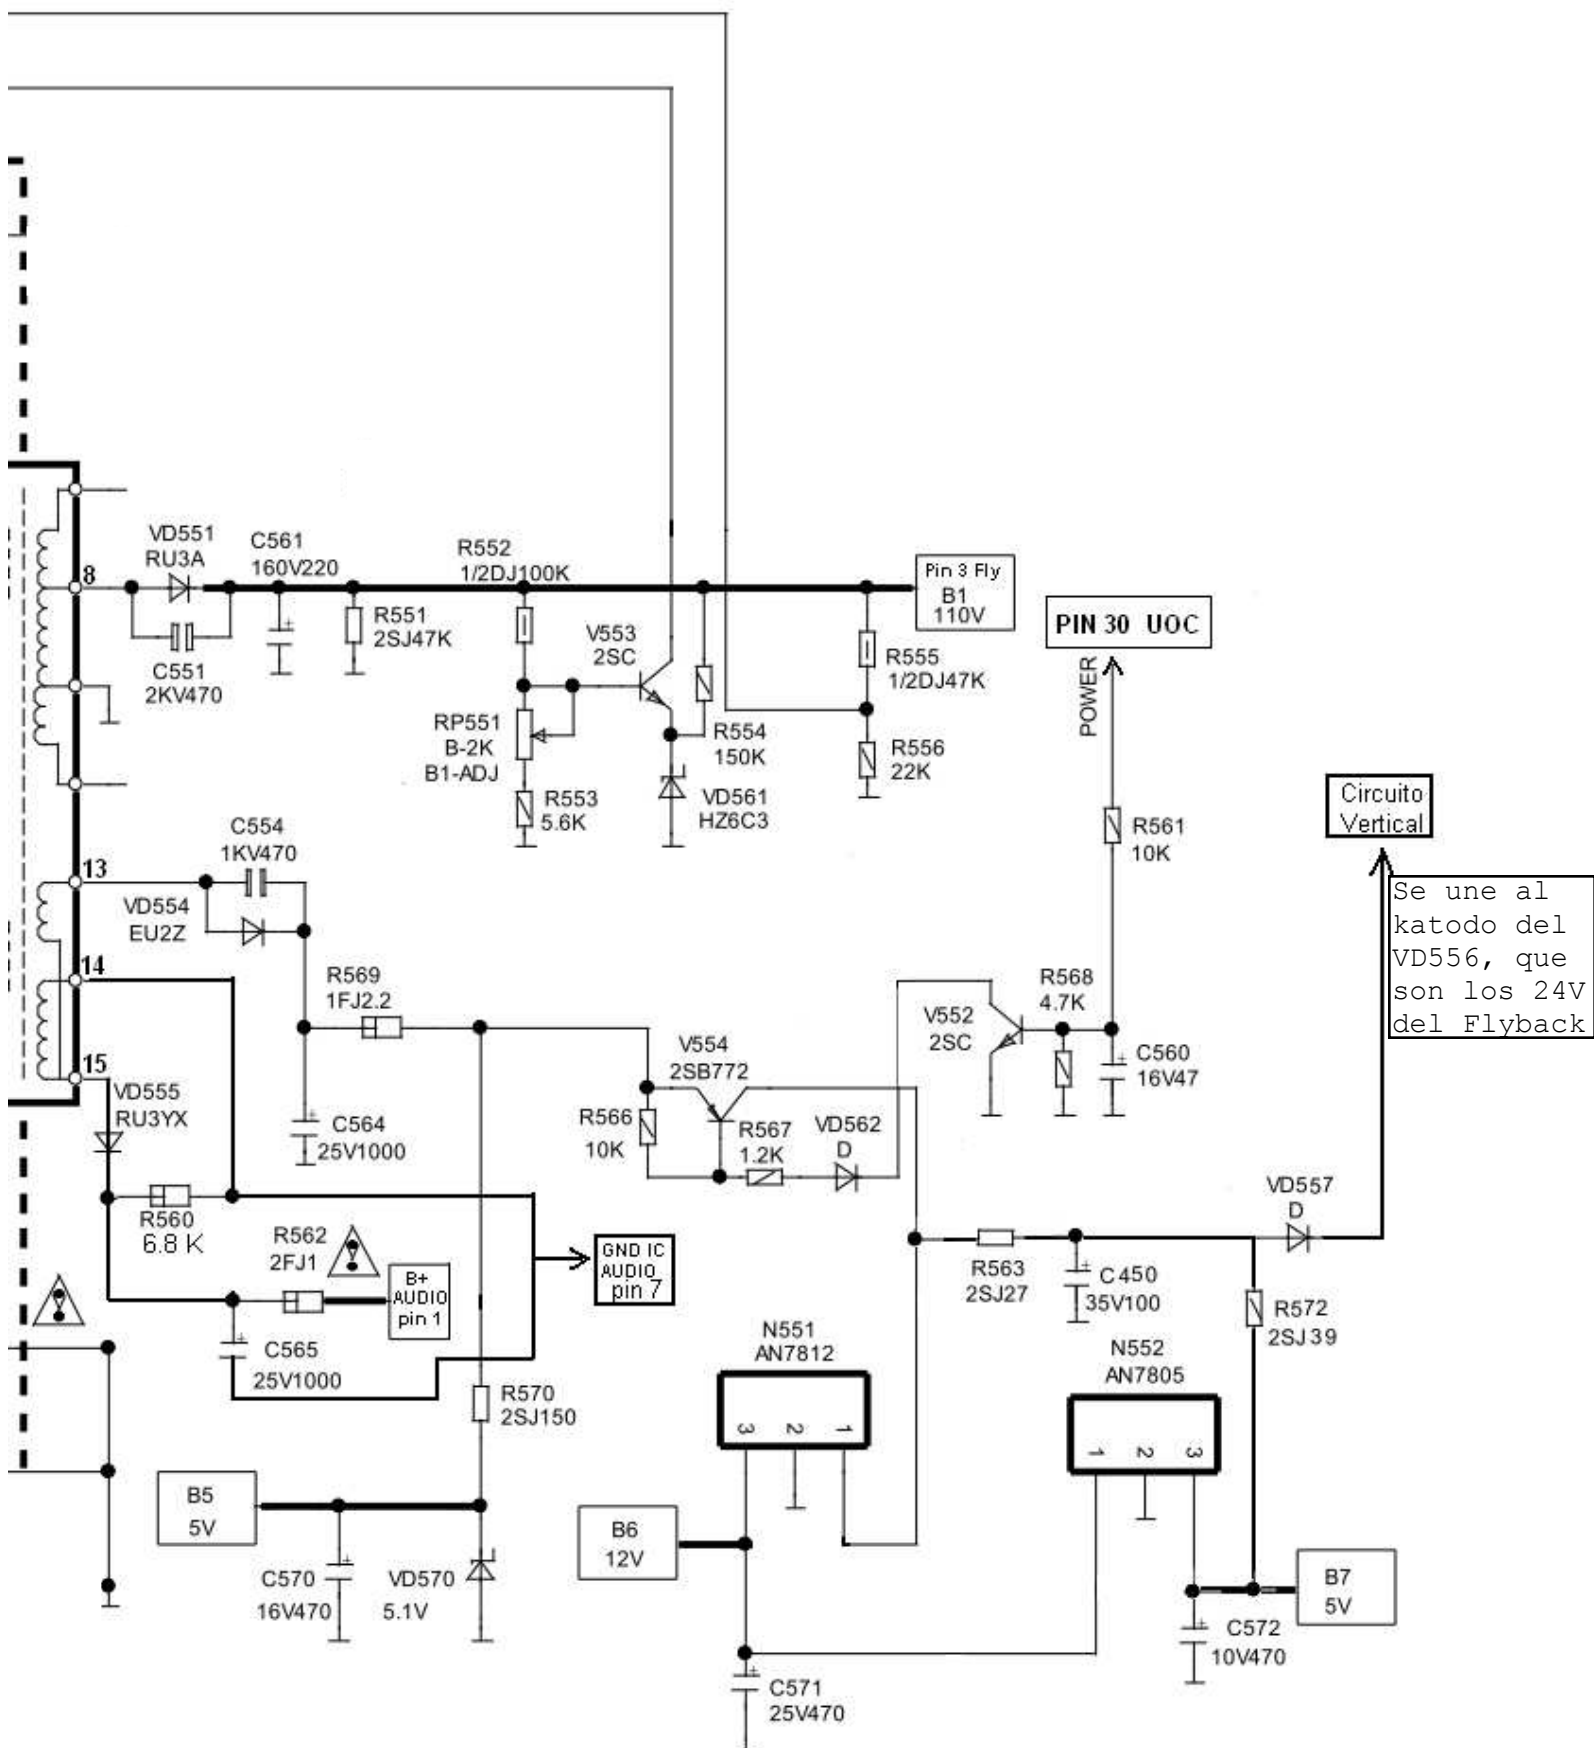 VD551
RU3A
C561
160V220
R552
1/2DJ100K
8
R551
2SJ47K
C551
2KV470
V553
2SC
Pin 3 Fly
B1
110V
PIN 30 UOC
POWER
R555
1/2DJ47K
RP551
B-2K
B1-ADJ
R554
150K
R556
22K
R553
5.6K
VD561
HZ6C3
R561
10K
Circuito
Vertical
Se une al
katodo del
VD556, que
son los 24V
del Flyback
C554
1KV470
13
VD554
EU2Z
14
R569
1FJ2.2
V552
2SC
R568
4.7K
C560
16V47
15
VD555
RU3YX
C564
25V1000
V554
2SB772
R566
10K
R567
1.2K
VD562
D
VD557
D
R560
6.8 K
R562
2FJ1
B+
AUDIO
pin 1
GND IC
AUDIO
pin 7
R563
2SJ27
C450
35V100
R572
2SJ39
C565
25V1000
R570
2SJ150
N551
AN7812
3
2
1
N552
AN7805
1
2
3
B5
5V
C570
16V470
VD570
5.1V
B6
12V
B7
5V
C572
10V470
C571
25V470